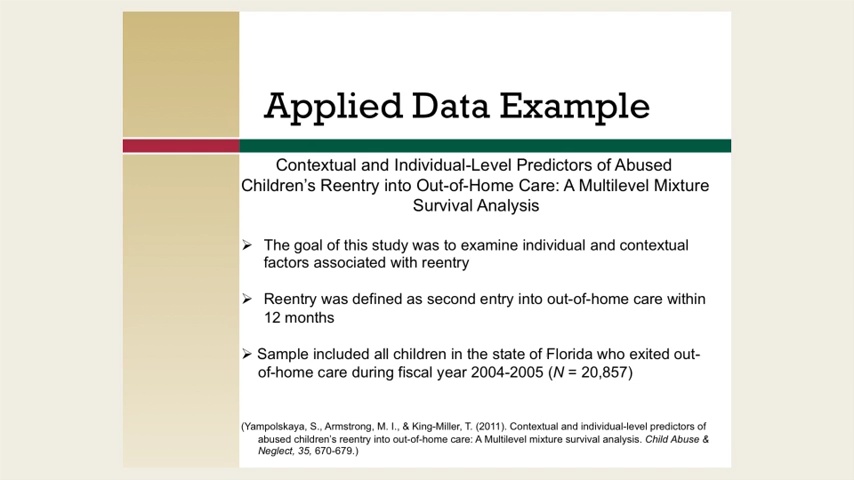 Applied Data Example
Contextual and Individual-Level Predictors of Abused
Children’s Reentry into Out-of-Home Care: A Multilevel Mixture
Survival Analysis
➢ The goal of this study was to examine individual and contextual
factors associated with reentry
➢ Reentry was defined as second entry into out-of-home care within
12 months
➢ Sample included all children in the state of Florida who exited out-
of-home care during fiscal year 2004-2005 (N = 20,857)
(Yampolskaya, S., Armstrong, M. I., & King-Miller, T. (2011). Contextual and individual-level predictors of
abused children’s reentry into out-of-home care: A Multilevel mixture survival analysis. Child Abuse &
Neglect, 35, 670-679.)